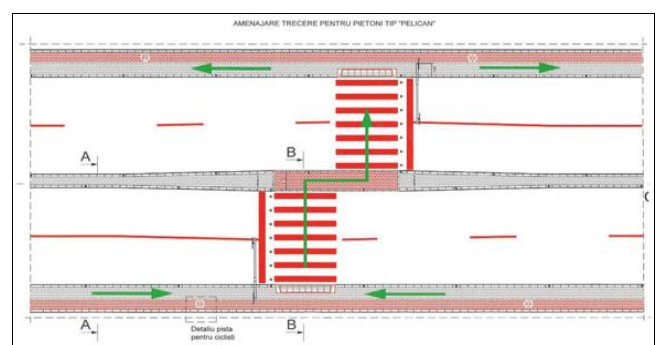 AMENAJARE TRECERE PENTRU PIETONI TIP "PELICAN"
A
B
A
B
Detaliu pista
pentru ciclisti